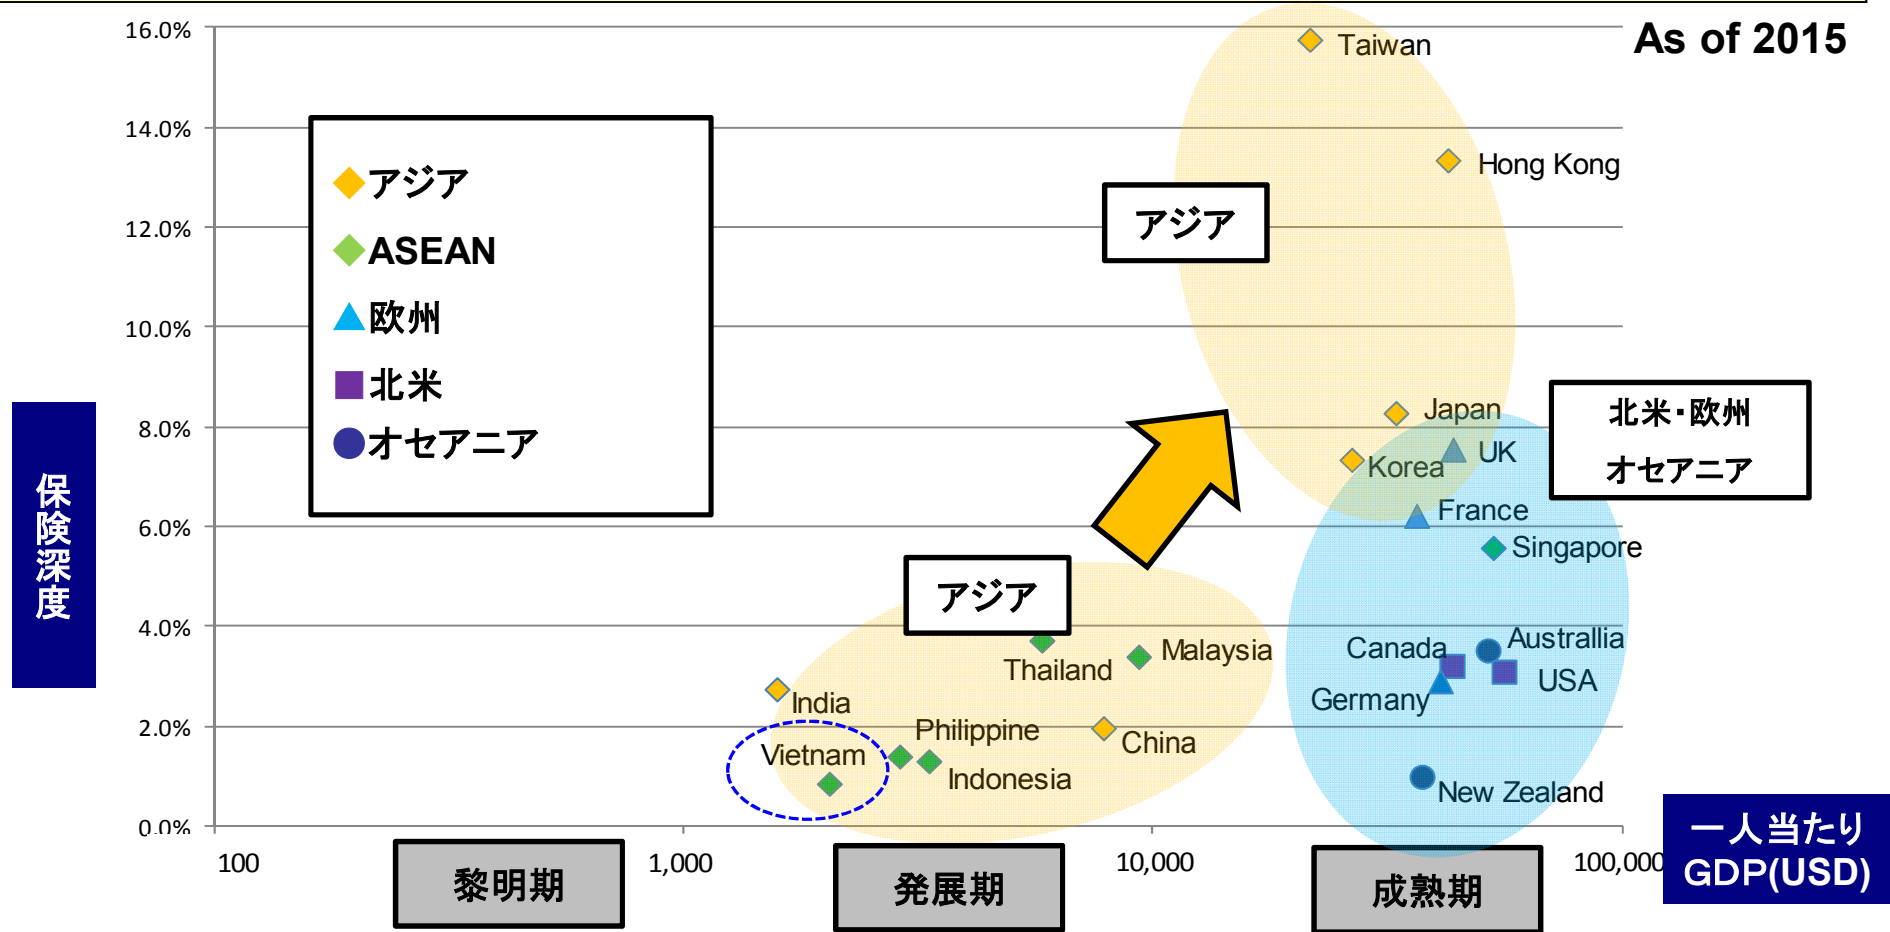 As of 2015
16.0%
14.0%
12.0%
10.0%
8.0%
6.0%
4.0%
2.0%
0.0%
保険深度
アジア
ASEAN
欧州
北米
オセアニア
Taiwan
Hong Kong
アジア
Japan
Korea
UK
北米・欧州
オセアニア
France
Singapore
アジア
Thailand
Malaysia
Canada
Australlia
USA
Germany
India
Philippine
Vietnam
Indonesia
China
New Zealand
100
1,000
10,000
100,000
黎明期
発展期
成熟期
一人当たり
GDP(USD)